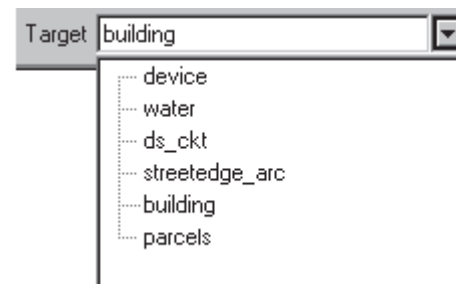 Target building
device
water
ds_ckt
streetedge_arc
building
parcels